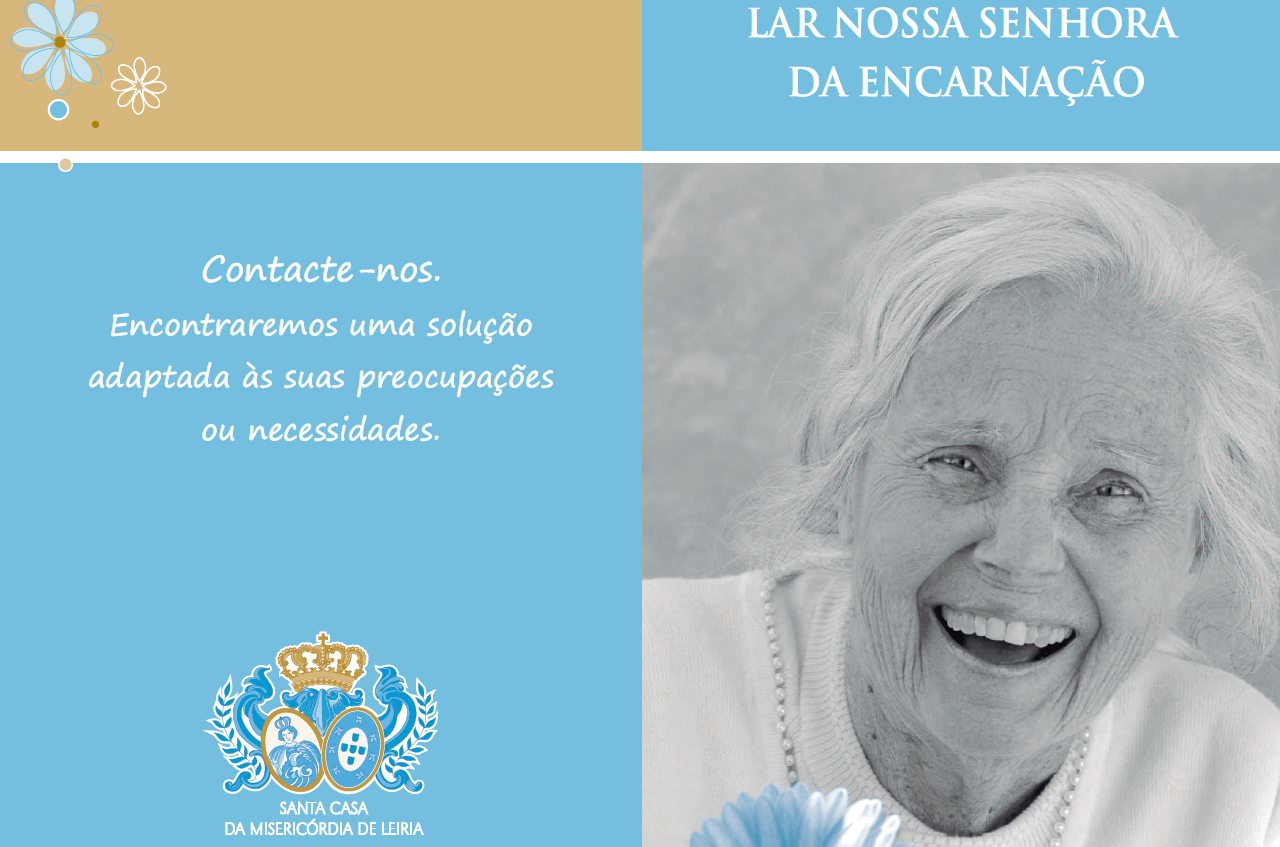 LAR NOSSA SENHORA
DA ENCARNAÇÃO
Contacte-nos.
Encontraremos uma solução
adaptada às suas preocupações
ou necessidades.
SANTA CASA
DA MISERICÓRDIA DE LEIRIA